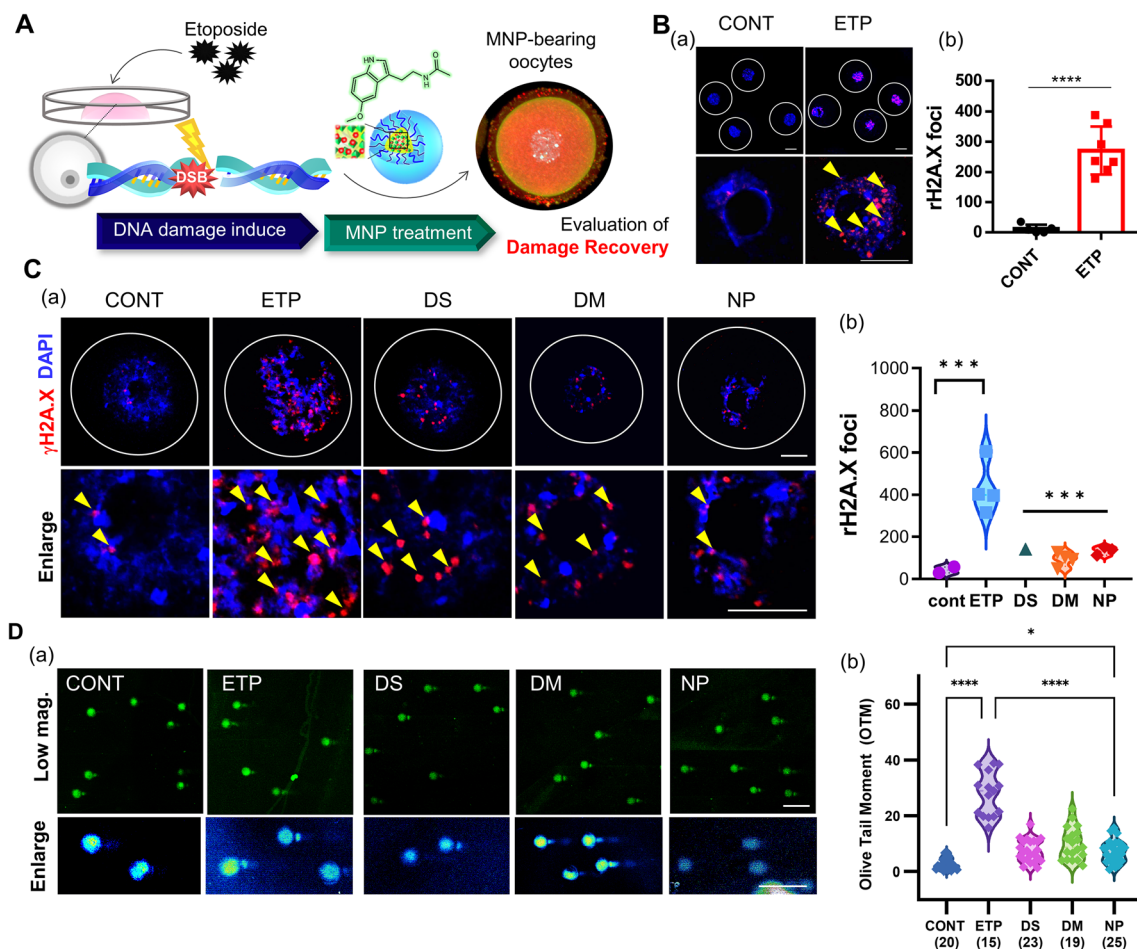 A
Etoposide
HN
O
N
H
O
DSB
DNA damage induce
MNP treatment
MNP-bearing
oocytes
Evaluation of
Damage Recovery
B
(a)
CONT
ETP
(b)
rH2A.X foci
500
400
300
200
100
0
****
CONT
ETP
C
(a)
CONT
ETP
DS
DM
NP
γH2A.X DAPI
Enlarge
(b)
rH2A.X foci
1000
800
600
400
200
0
***
***
cont
ETP
DS
DM
NP
D
(a)
CONT
ETP
DS
DM
NP
Low mag.
Enlarge
(b)
Olive Tail Moment (OTM)
60
40
20
0
*
****
****
CONT
ETP
DS
DM
NP
(20)
(15)
(23)
(19)
(25)